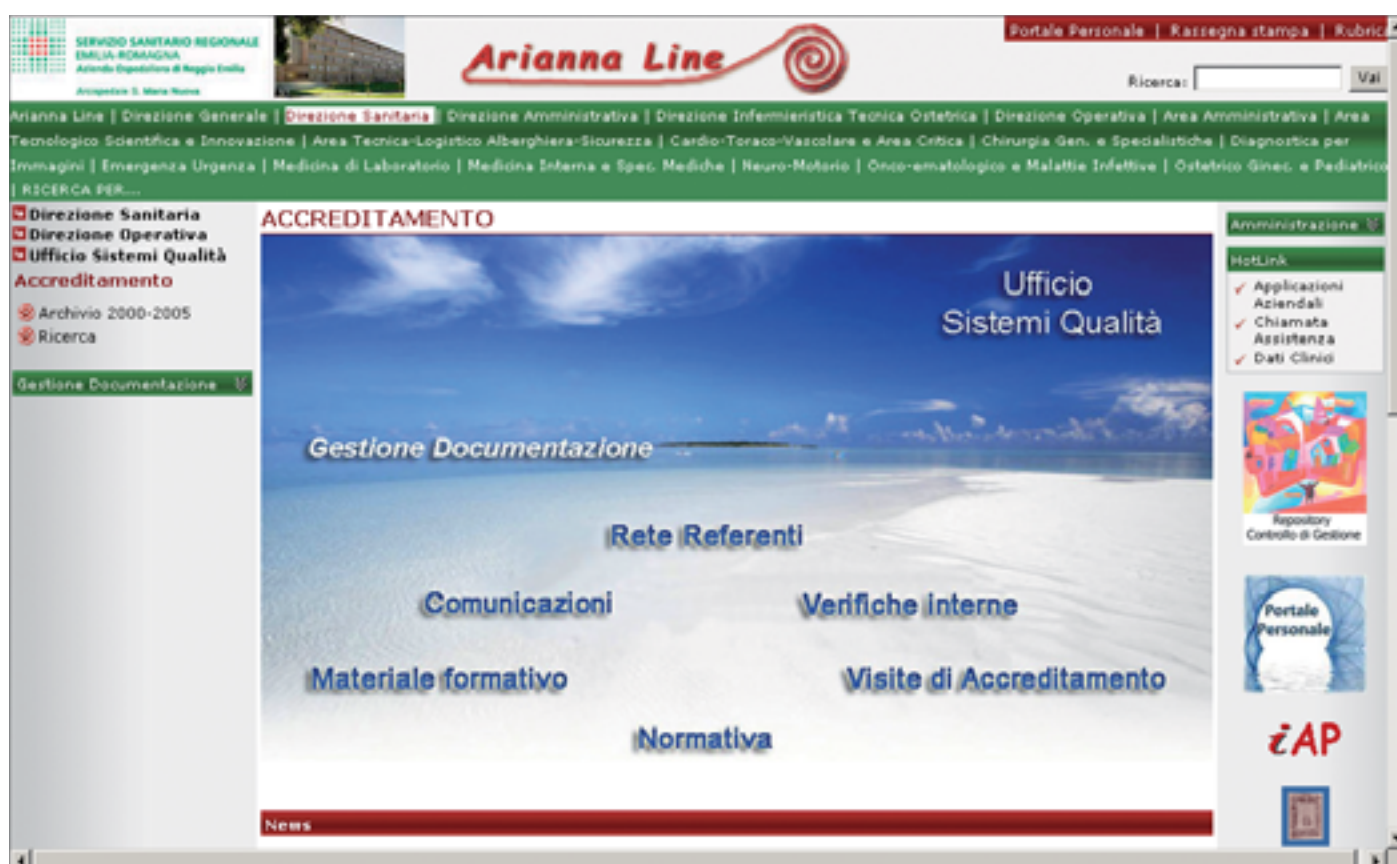 SERVIZIO SANITARIO REGIONALE
EMILIA-ROMAGNA
Azienda Ospedaliera di Reggio Emilia
Arcispedale S. Maria Nuova
Arianna Line
Portale Personale | Rassegna stampa | Rubrica
Ricerca:
Vai
Arianna Line | Direzione Generale | Direzione Sanitaria | Direzione Amministrativa | Direzione Infermieristica Tecnica Ostetrica | Direzione Operativa | Area Amministrativa | Area
Tecnologico Scientifica e Innovazione | Area Tecnica-Logistico Alberghiera-Sicurezza | Cardio-Toraco-Vascolare e Area Critica | Chirurgia Gen. e Specialistiche | Diagnostica per
Immagini | Emergenza Urgenza | Medicina di Laboratorio | Medicina Interna e Spec. Mediche | Neuro-Motorio | Onco-ematologico e Malattie Infettive | Ostetrico Ginec. e Pediatrico
| RICERCA PER....
Direzione Sanitaria
Direzione Operativa
Ufficio Sistemi Qualità
Accreditamento
Archivio 2000-2005
Ricerca
Gestione Documentazione
ACCREDITAMENTO
Ufficio
Sistemi Qualità
Gestione Documentazione
Rete Referenti
Comunicazioni
Verifiche interne
Materiale formativo
Visite di Accreditamento
Normativa
News
Amministrazione
HotLink
Applicazioni
Aziendali
Chiamata
Assistenza
Dati Clinici
Repository
Controllo di Gestione
Portale
Personale
iAP